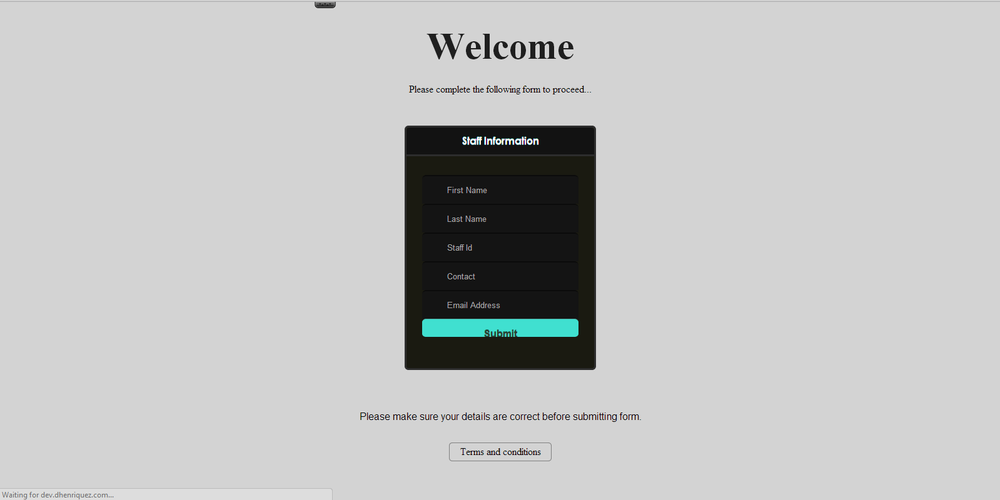 Welcome
Please complete the following form to proceed...
Staff Information
First Name
Last Name
Staff Id
Contact
Email Address
Submit
Please make sure your details are correct before submitting form.
Terms and conditions
Waiting for dev.dhenriquez.com...